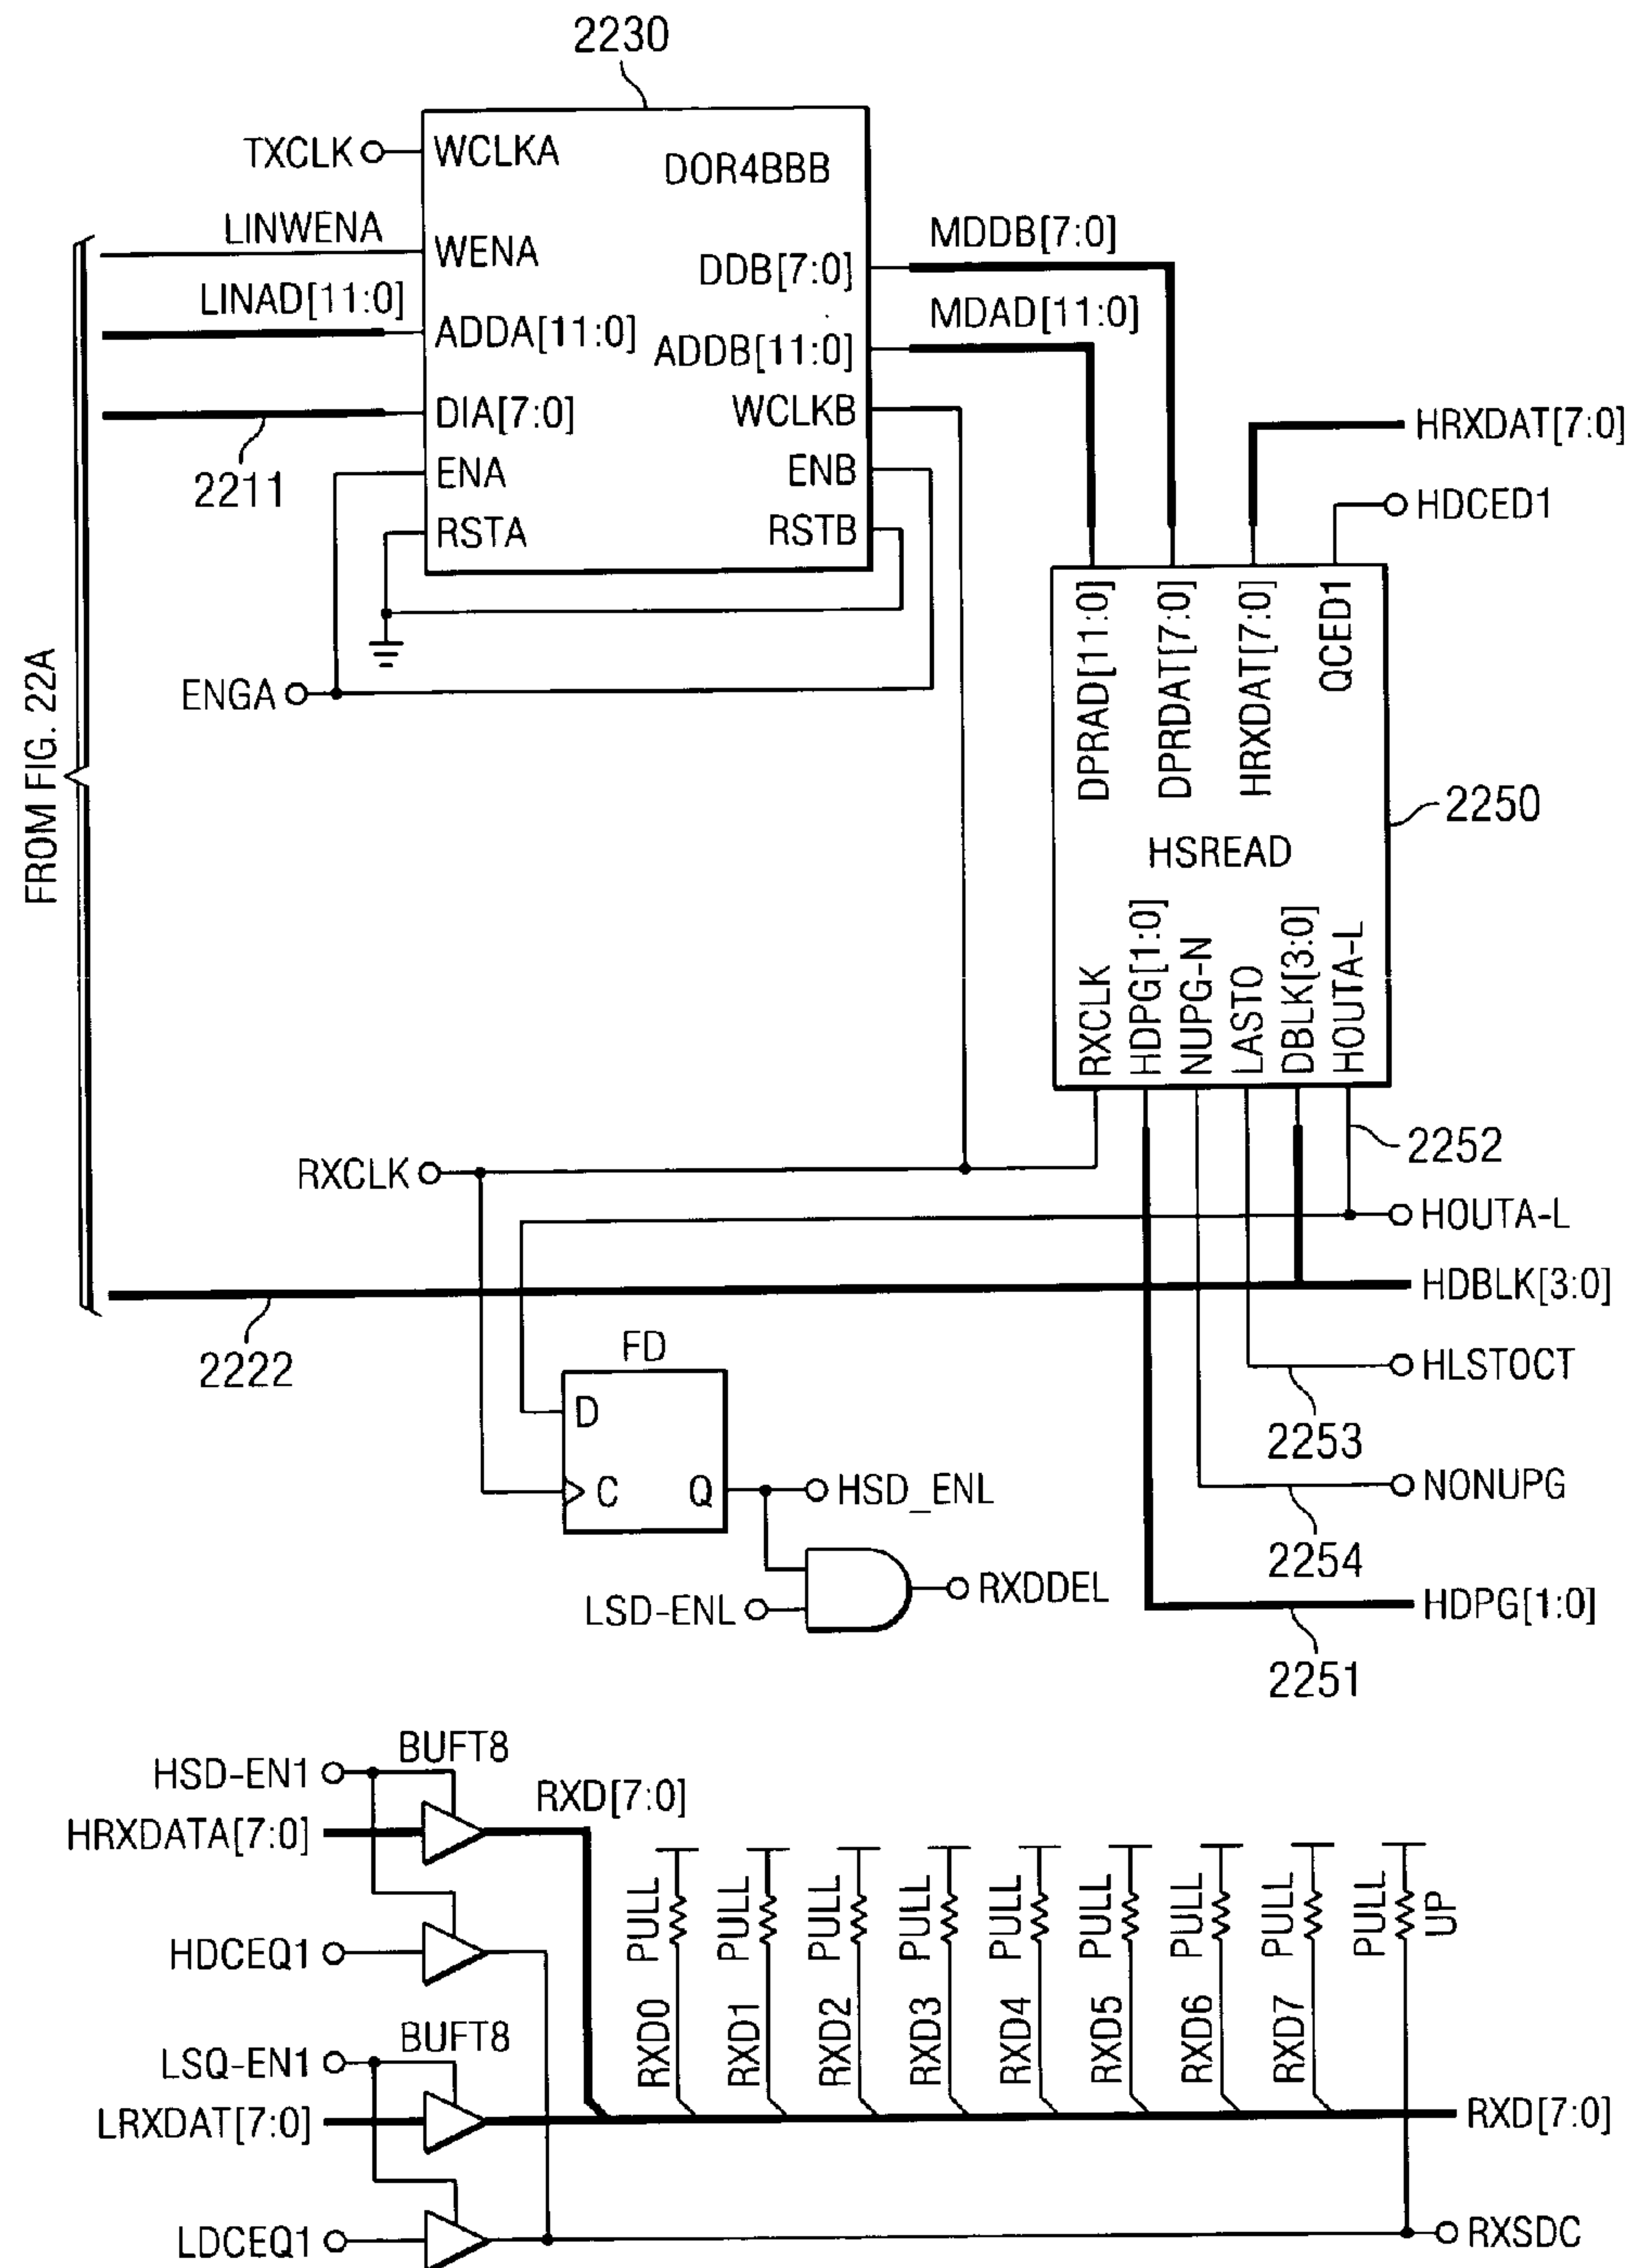 2230
TXCLK
WCLKA
DOR4BBB
LINWENA
WENA
MDDB[7:0]
DDB[7:0]
LINAD[11:0]
ADDA[11:0]
MDAD[11:0]
ADDB[11:0]
DIA[7:0]
WCLKB
HRXDAT[7:0]
2211
ENA
ENB
HDCED1
RSTA
RSTB
ENGA
FROM FIG. 22A
DPRAD[11:0]
DPRDAT[7:0]
HRXDAT[7:0]
QCED1
2250
HSREAD
RXCLK
HDPG[1:0]
NUPG-N
LASTO
DBLK[3:0]
HOUTA-L
2252
RXCLK
HOUTA-L
HDBLK[3:0]
2222
FD
HLSTOCT
2253
D
C
Q
HSD_ENL
NONUPG
2254
LSD-ENL
RXDDEL
HDPG[1:0]
2251
HSD-EN1
BUFT8
RXD[7:0]
HRXDATA[7:0]
PULL
PULL
PULL
PULL
PULL
PULL
PULL
PULL
PULL
UP
HDCEQ1
RXD0
RXD1
RXD2
RXD3
RXD4
RXD5
RXD6
RXD7
LSQ-EN1
BUFT8
LRXDAT[7:0]
RXD[7:0]
LDCEQ1
RXSDC